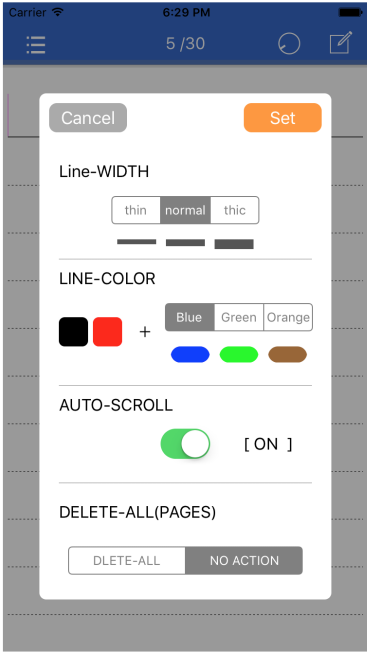 Carrier 6:29 PM
5 /30
Cancel Set
Line-WIDTH
thin normal thic
LINE-COLOR
+ Blue Green Orange
AUTO-SCROLL
[ ON ]
DELETE-ALL(PAGES)
DLETE-ALL NO ACTION